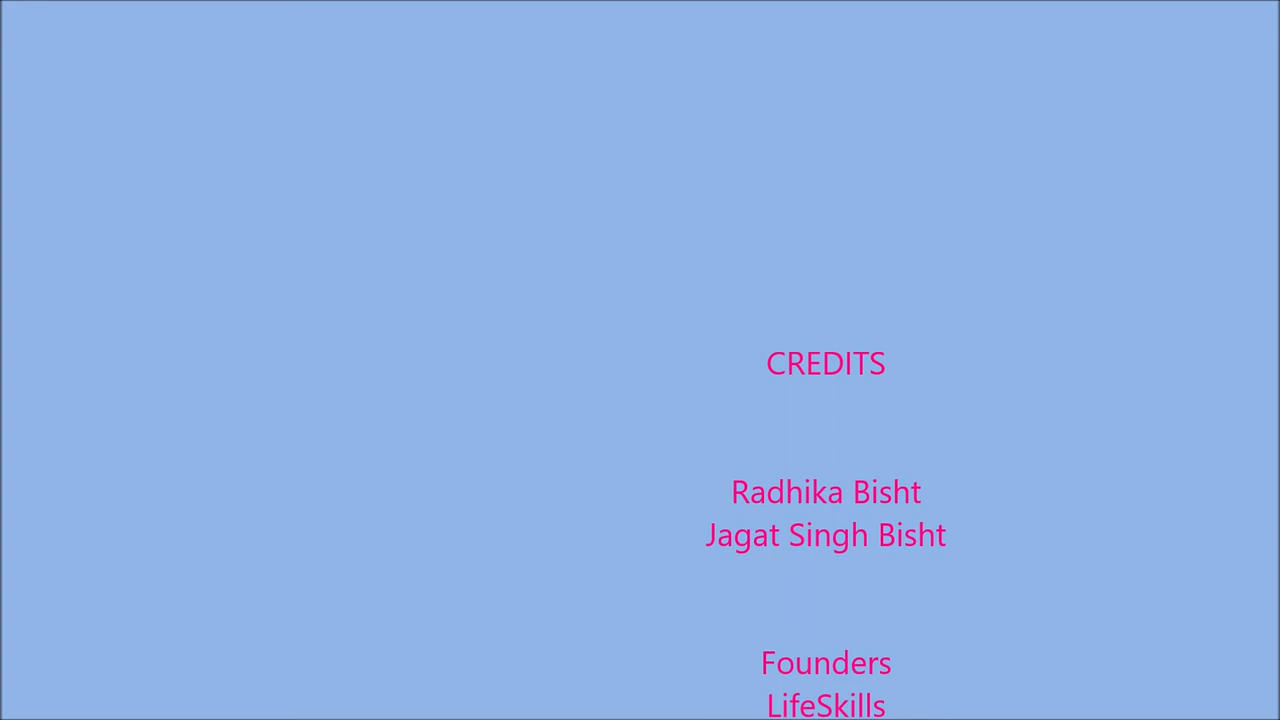 CREDITS
Radhika Bisht
Jagat Singh Bisht
Founders
LifeSkills